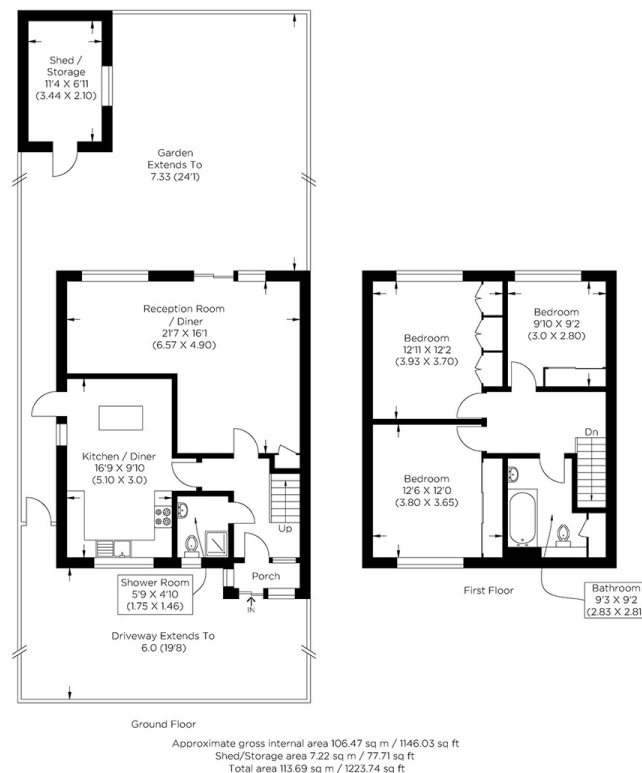 Shed /
Storage
11'4 X 6'11
(3.44 X 2.10)
Garden
Extends To
7.33 (24'1)
Reception Room
/ Diner
21'7 X 16'1
(6.57 X 4.90)
Kitchen / Diner
16'9 X 9'10
(5.10 X 3.0)
Up
Shower Room
5'9 X 4'10
(1.75 X 1.46)
Porch
IN
Driveway Extends To
6.0 (19'8)
Ground Floor
Bedroom
12'11 X 12'2
(3.93 X 3.70)
Bedroom
9'10 X 9'2
(3.0 X 2.80)
Dn
Bedroom
12'6 X 12'0
(3.80 X 3.65)
First Floor
Bathroom
9'3 X 9'2
(2.83 X 2.81
Approximate gross internal area 106.47 sq m / 1146.03 sq ft
Shed/Storage area 7.22 sq m / 77.71 sq ft
Total area 113.69 sq m / 1223.74 sq ft